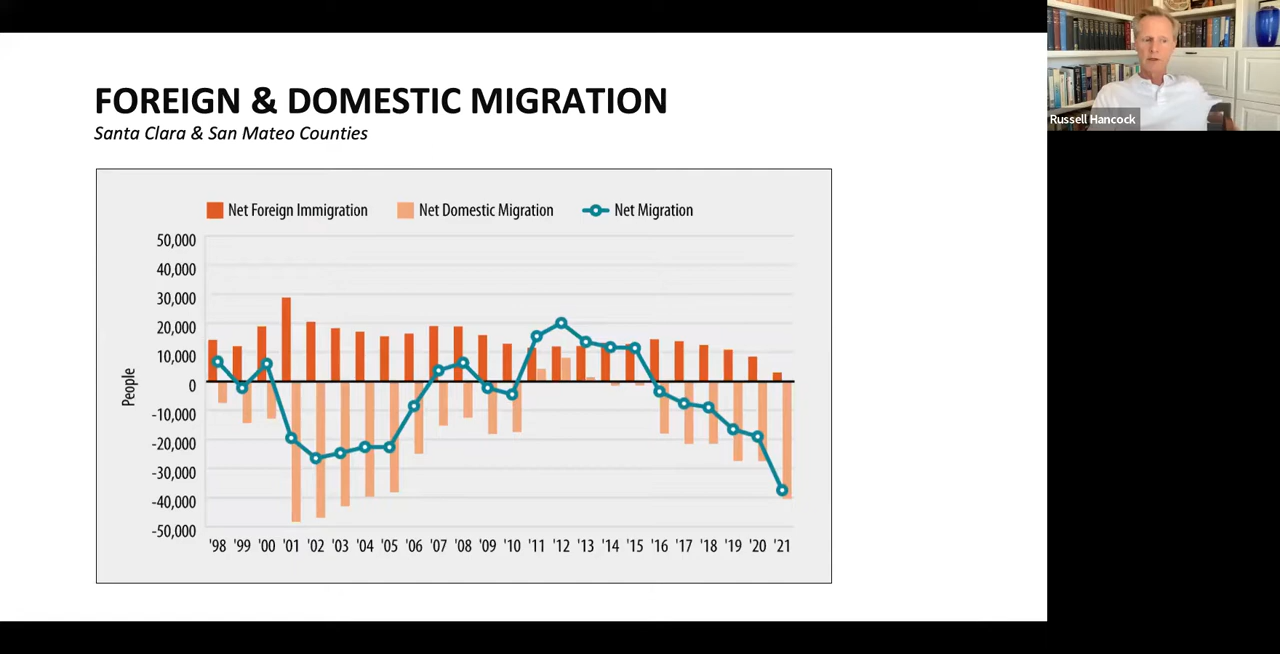 FOREIGN & DOMESTIC MIGRATION
Santa Clara & San Mateo Counties
Russell Hancock
Net Foreign Immigration Net Domestic Migration Net Migration
50,000
40,000
30,000
20,000
10,000
0
-10,000
-20,000
-30,000
-40,000
-50,000
People
'98 '99 '00 '01 '02 '03 '04 '05 '06 '07 '08 '09 '10 '11 '12 '13 '14 '15 '16 '17 '18 '19 '20 '21